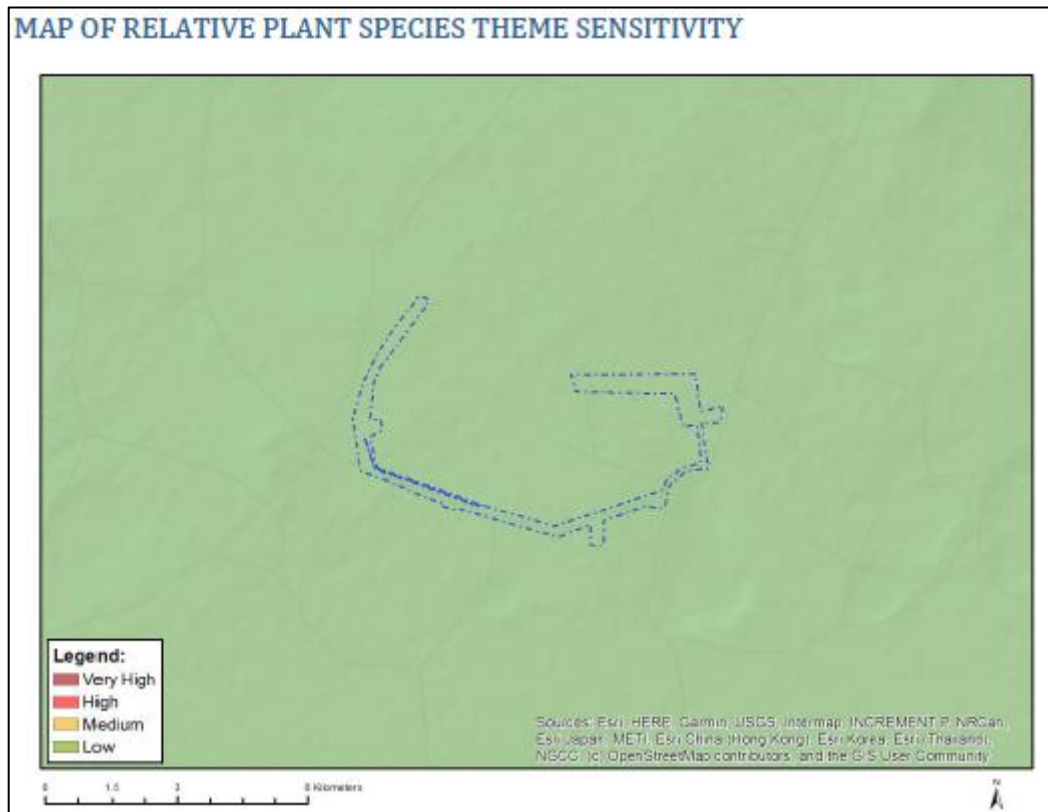 MAP OF RELATIVE PLANT SPECIES THEME SENSITIVITY
Legend:
Very High
High
Medium
Low
Sources: Esri, HERE, Garmin, USGS, Intermap, INCREMENT P, NRCan,
Esri Japan, METI, Esri China (Hong Kong), Esri Korea, Esri (Thailand),
NGCC, (c) OpenStreetMap contributors, and the GIS User Community
0 1.5 3 6 Kilometers
N